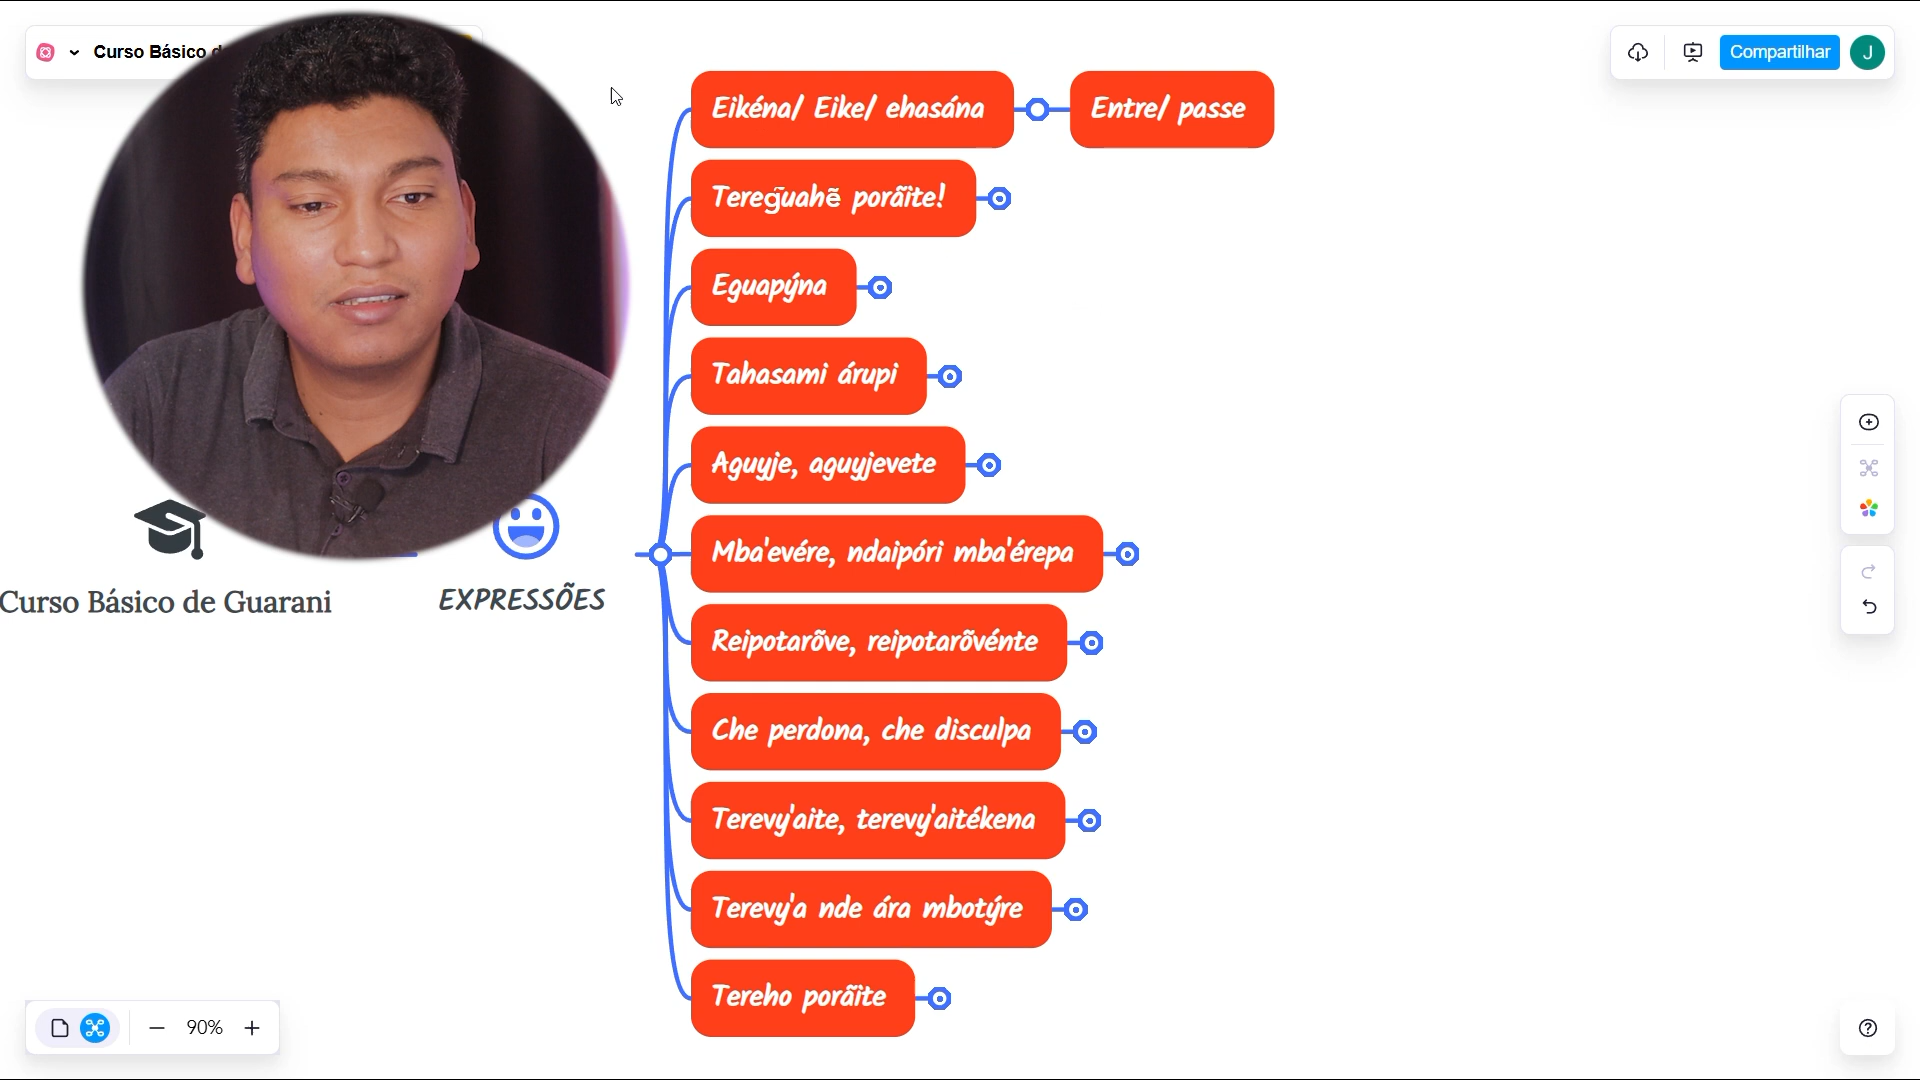 Curso Básico d
Compartilhar
J
Eikéna/ Eike/ ehasána
Entre/ passe
Tereg̃uahẽ porãite!
Eguapýna
Tahasami árupi
Aguyje, aguyjevete
Mba'evére, ndaipóri mba'érepa
Reipotarõve, reipotarõvénte
Che perdona, che disculpa
Terevy'aite, terevy'aitékena
Terevy'a nde ára mbotýre
Tereho porãite
Curso Básico de Guarani
EXPRESSÕES
90%